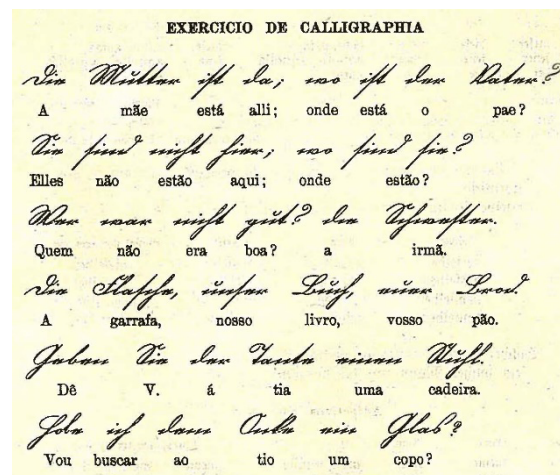 EXERCICIO DE CALLIGRAPHIA
Die Mutter ist da; wo ist der Vater?
A mãe está alli; onde está o pae?
Sie sind nicht hier; wo sind sie?
Elles não estão aqui; onde estão?
Wer war nicht gut? die Schwester.
Quem não era boa? a irmã.
Die Flasche, unser Buch, euer Brod.
A garrafa, nosso livro, vosso pão.
Geben Sie der Tante einen Stuhl.
Dê V. á tia uma cadeira.
Hole ich dem Onkel ein Glas?
Vou buscar ao tio um copo?